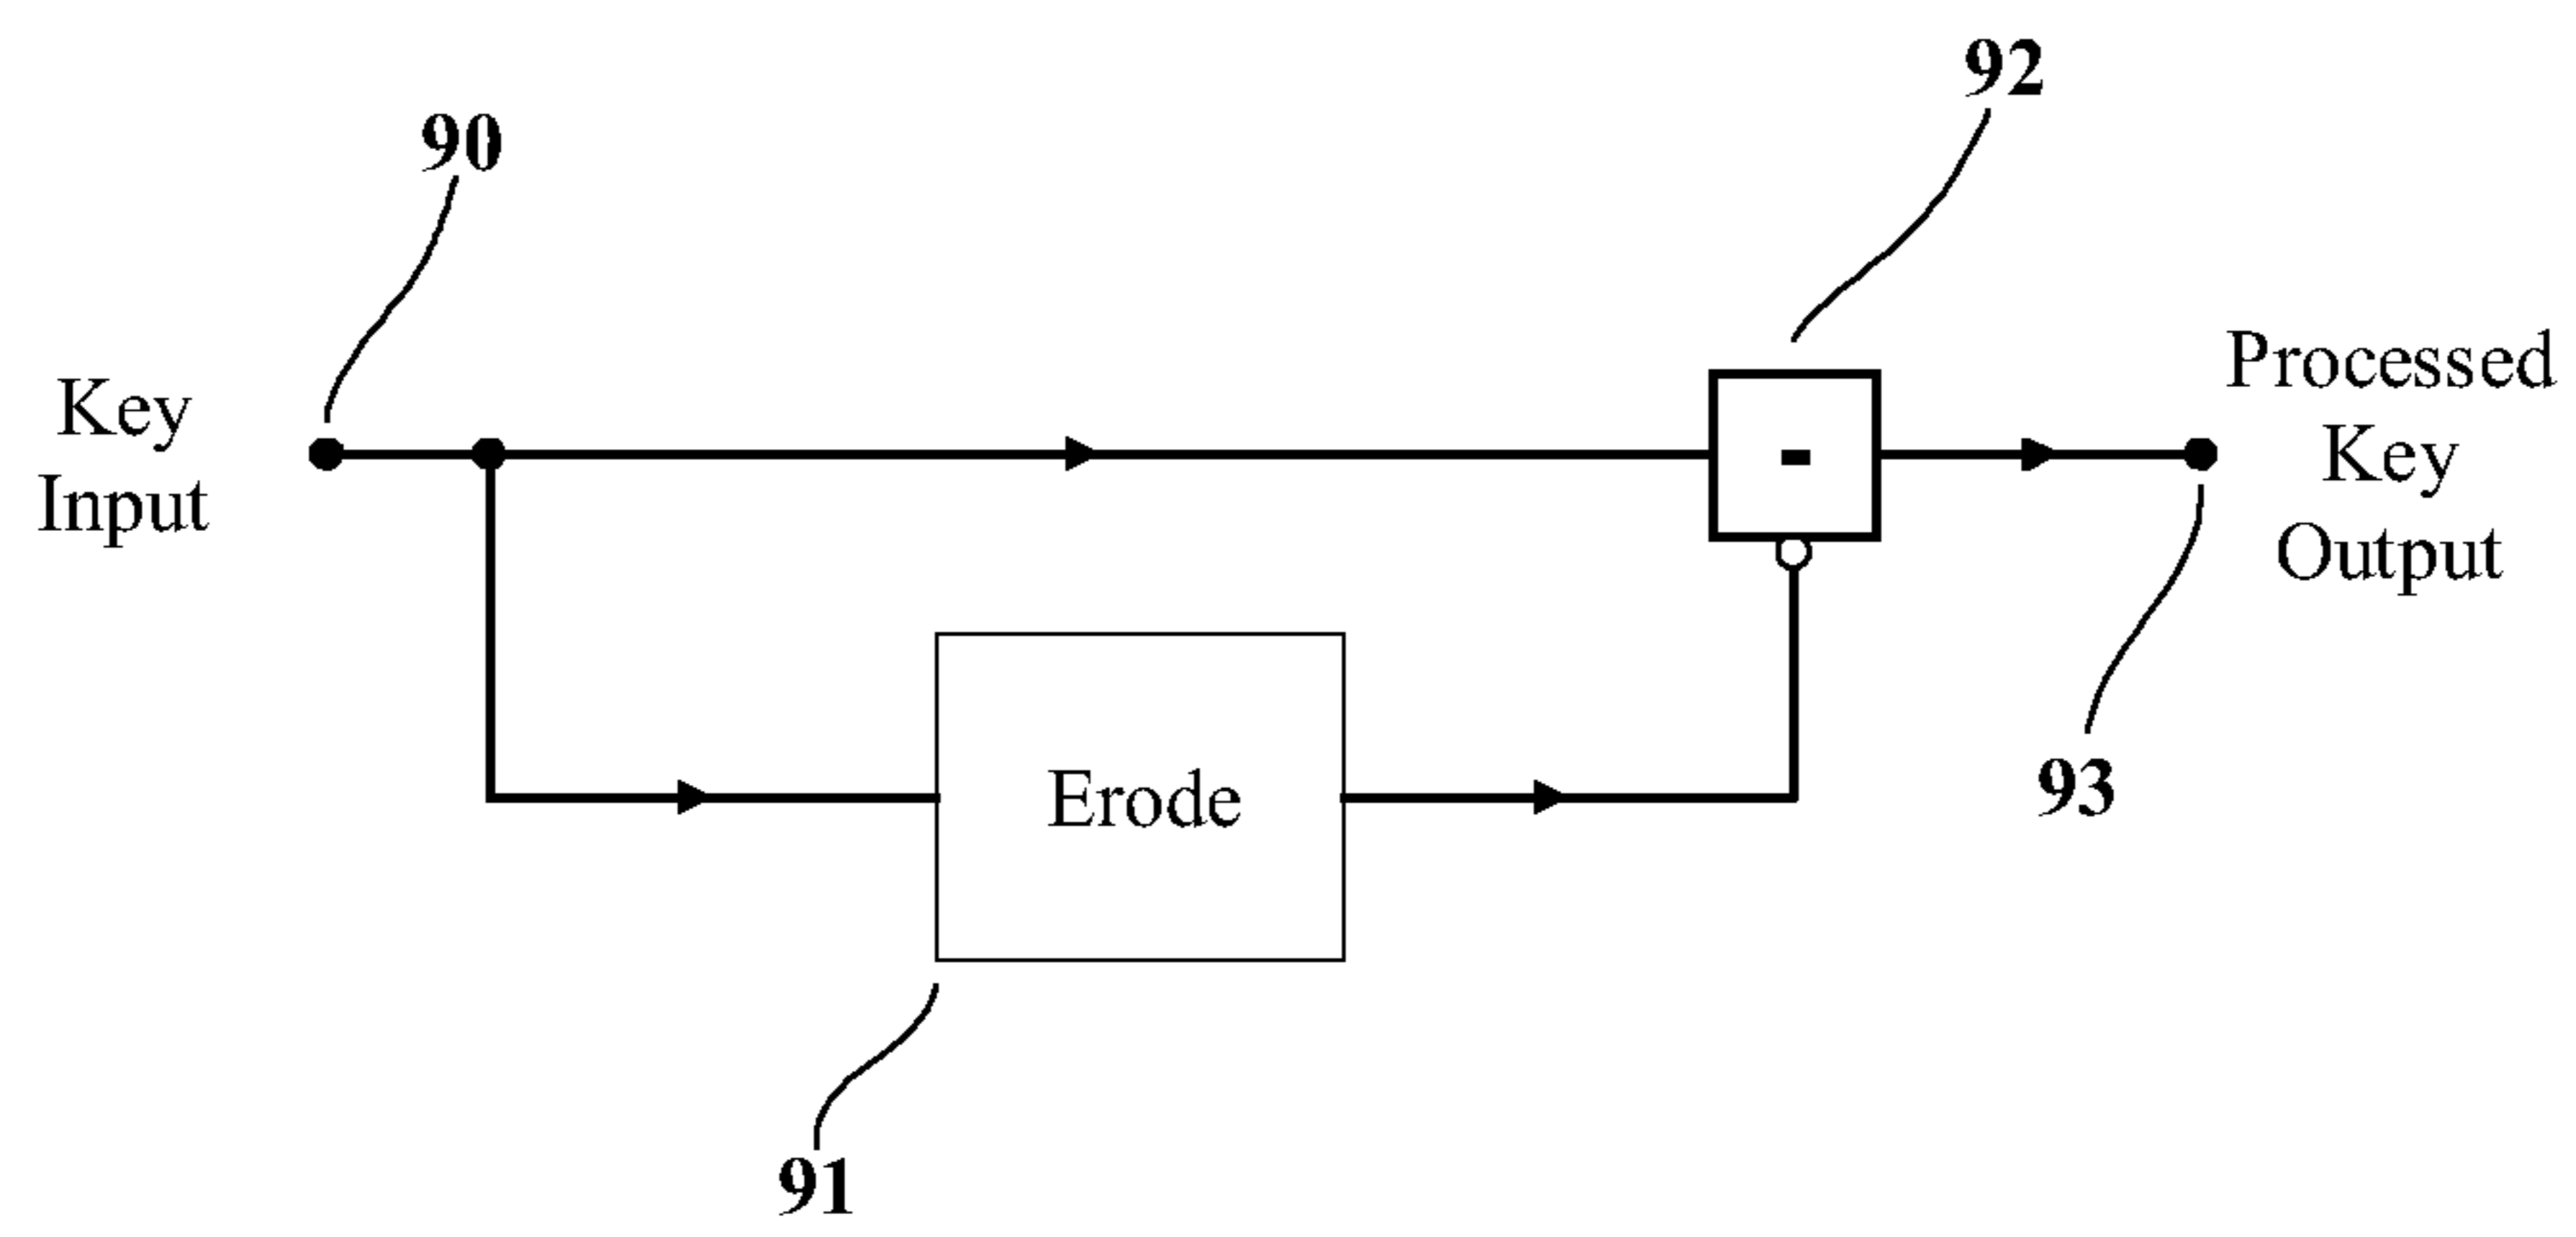 92
90
Key
Input
-
Processed
Key
Output
Erode
93
91